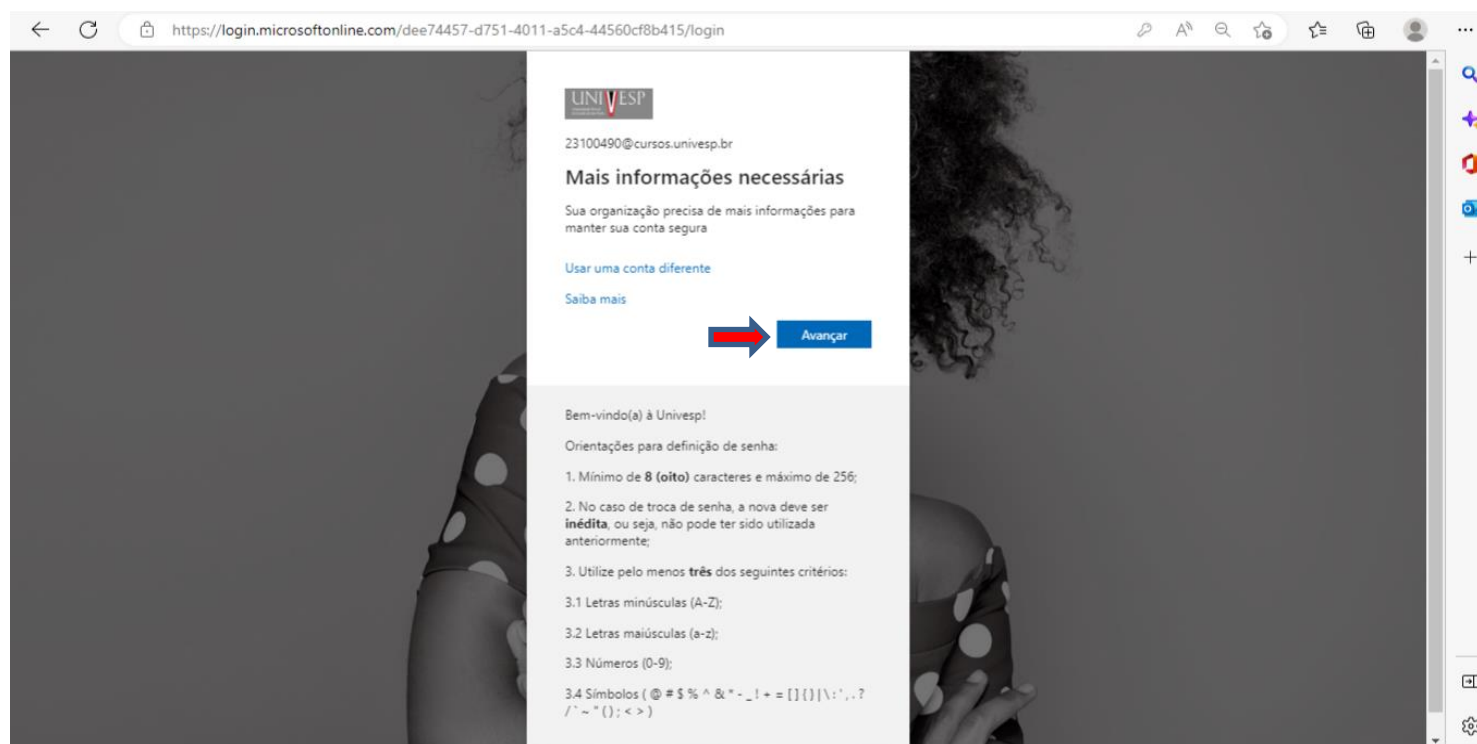 https://login.microsoftonline.com/dee74457-d751-4011-a5c4-44560cf8b415/login
UNIVESP
23100490@cursos.univesp.br
Mais informações necessárias
Sua organização precisa de mais informações para
manter sua conta segura
Usar uma conta diferente
Saiba mais
Avançar
Bem-vindo(a) à Univesp!
Orientações para definição de senha:
1. Mínimo de 8 (oito) caracteres e máximo de 256;
2. No caso de troca de senha, a nova deve ser
inédita, ou seja, não pode ter sido utilizada
anteriormente;
3. Utilize pelo menos três dos seguintes critérios:
3.1 Letras minúsculas (A-Z);
3.2 Letras maiúsculas (a-z);
3.3 Números (0-9);
3.4 Símbolos ( @ # $ % ^ & * - _ ! + = [ ] { } | \ : ' , . ?
/ ` ~ " ( ) ; < > )